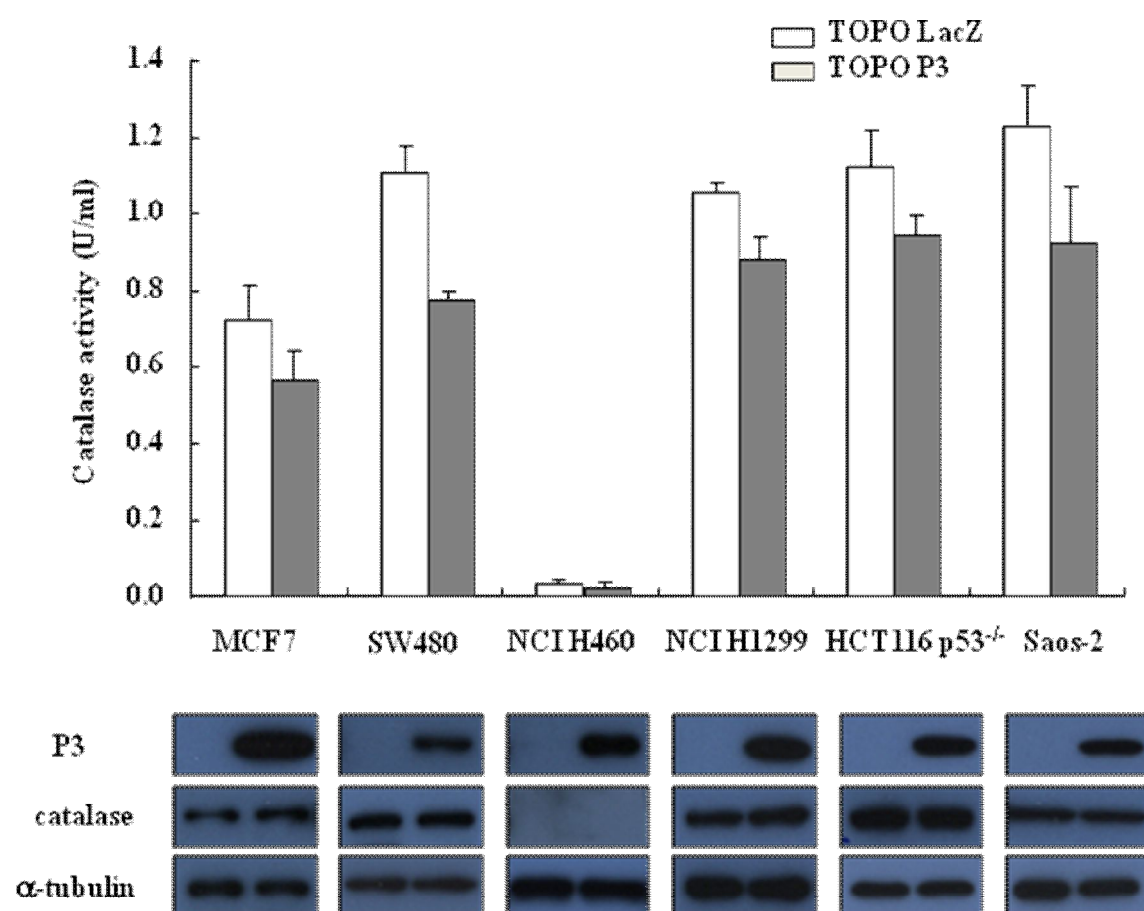 TOPO LacZ
TOPO P3
1.4
1.2
1.0
0.8
0.6
0.4
0.2
0.0
Catalase activity (U/ml)
MCF7 SW480 NCI H460 NCI H1299 HCT116 p53-/- Saos-2
P3
catalase
α-tubulin